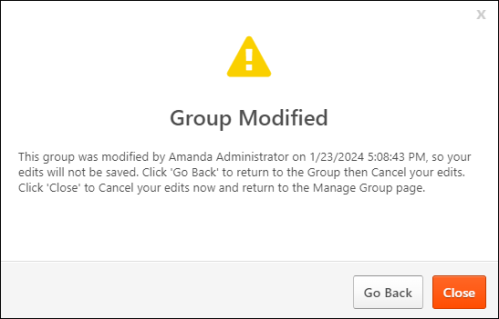 X
Group Modified
This group was modified by Amanda Administrator on 1/23/2024 5:08:43 PM, so your
edits will not be saved. Click 'Go Back' to return to the Group then Cancel your edits.
Click 'Close' to Cancel your edits now and return to the Manage Group page.
Go Back Close